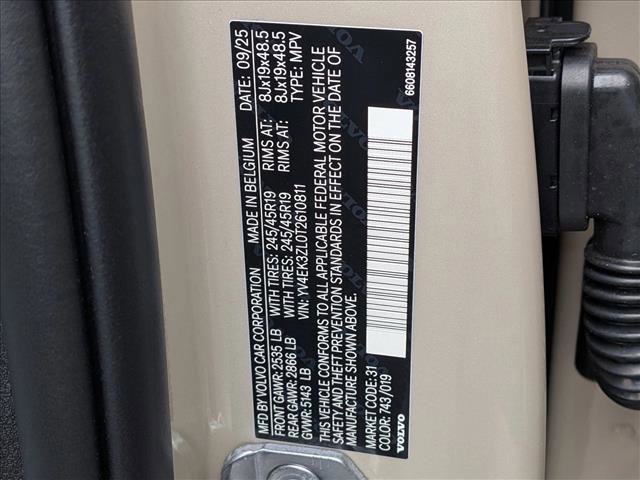 MFD BY VOLVO CAR CORPORATION MADE IN BELGIUM DATE: 09/25
FRONT GAWR: 2535 LB WITH TIRES: 245/45R19 RIMS AT: 8Jx19x48.5
REAR GAWR: 2866 LB WITH TIRES: 245/45R19 RIMS AT: 8Jx19x48.5
GVWR: 5143 LB VIN: YV4EK3ZL0T2610811 TYPE: MPV
THIS VEHICLE CONFORMS TO ALL APPLICABLE FEDERAL MOTOR VEHICLE
SAFETY AND THEFT PREVENTION STANDARDS IN EFFECT ON THE DATE OF
MANUFACTURE SHOWN ABOVE.
MARKET CODE: 31
COLOR: 743 /019
VOLVO 6608143257